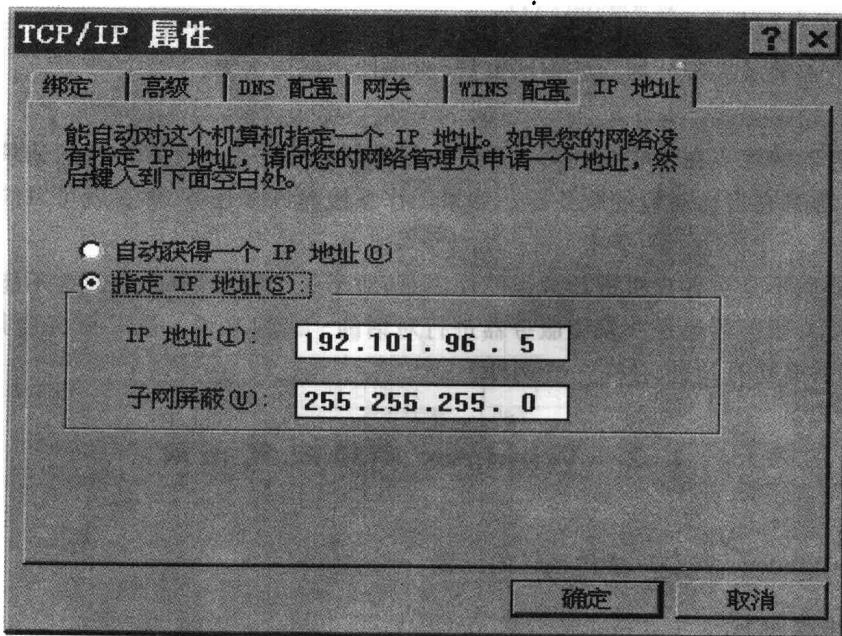 TCP/IP 属性
绑定 高级 DNS 配置 网关 WINS 配置 IP 地址
能自动对这个机算机指定一个 IP 地址。如果您的网络没
有指定 IP 地址，请向您的网络管理员申请一个地址，然
后键入到下面空白处。
自动获得一个 IP 地址(O)
指定 IP 地址(S):
IP 地址(I): 192.101. 96 . 5
子网屏蔽(U): 255.255.255. 0
确定 取消